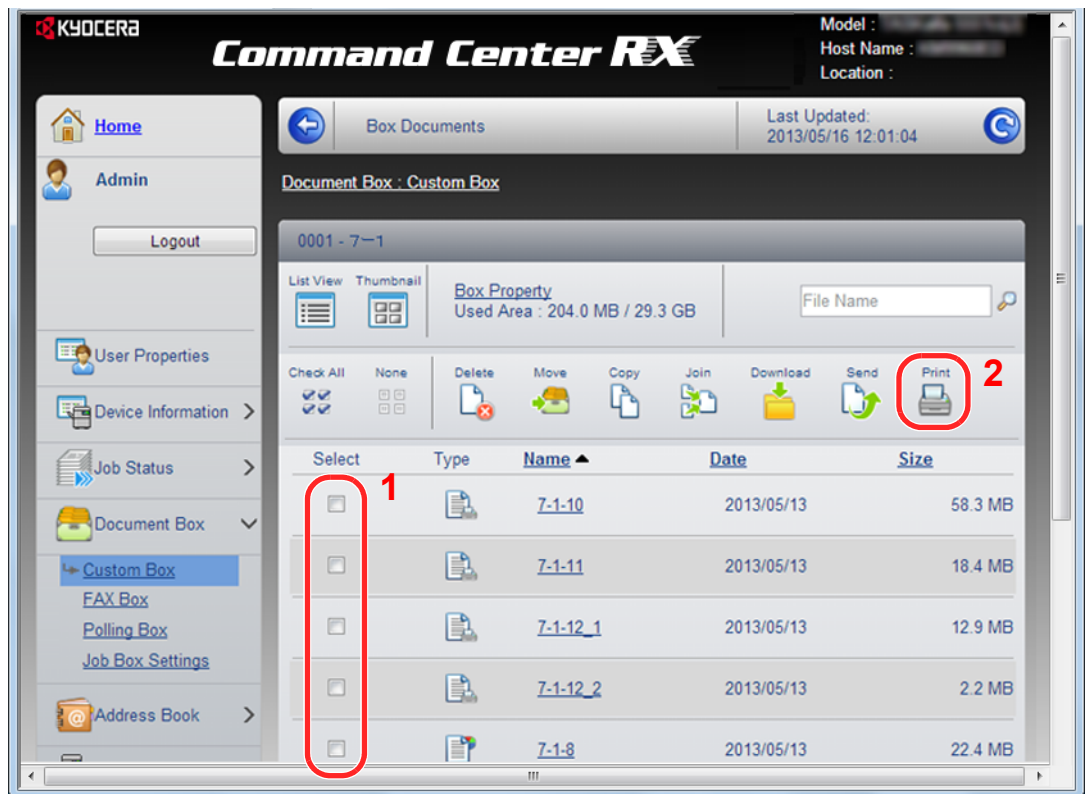 KYOCERA
Command Center RX
Model :
Host Name :
Location :
Home
Admin
Logout
User Properties
Device Information
Job Status
Document Box
Custom Box
FAX Box
Polling Box
Job Box Settings
Address Book
Box Documents
Last Updated:
2013/05/16 12:01:04
Document Box : Custom Box
0001 - 7ー1
List View Thumbnail
Box Property
Used Area : 204.0 MB / 29.3 GB
File Name
Check All None Delete Move Copy Join Download Send Print
2
Select Type Name Date Size
1
7-1-10 2013/05/13 58.3 MB
7-1-11 2013/05/13 18.4 MB
7-1-12_1 2013/05/13 12.9 MB
7-1-12_2 2013/05/13 2.2 MB
7-1-8 2013/05/13 22.4 MB